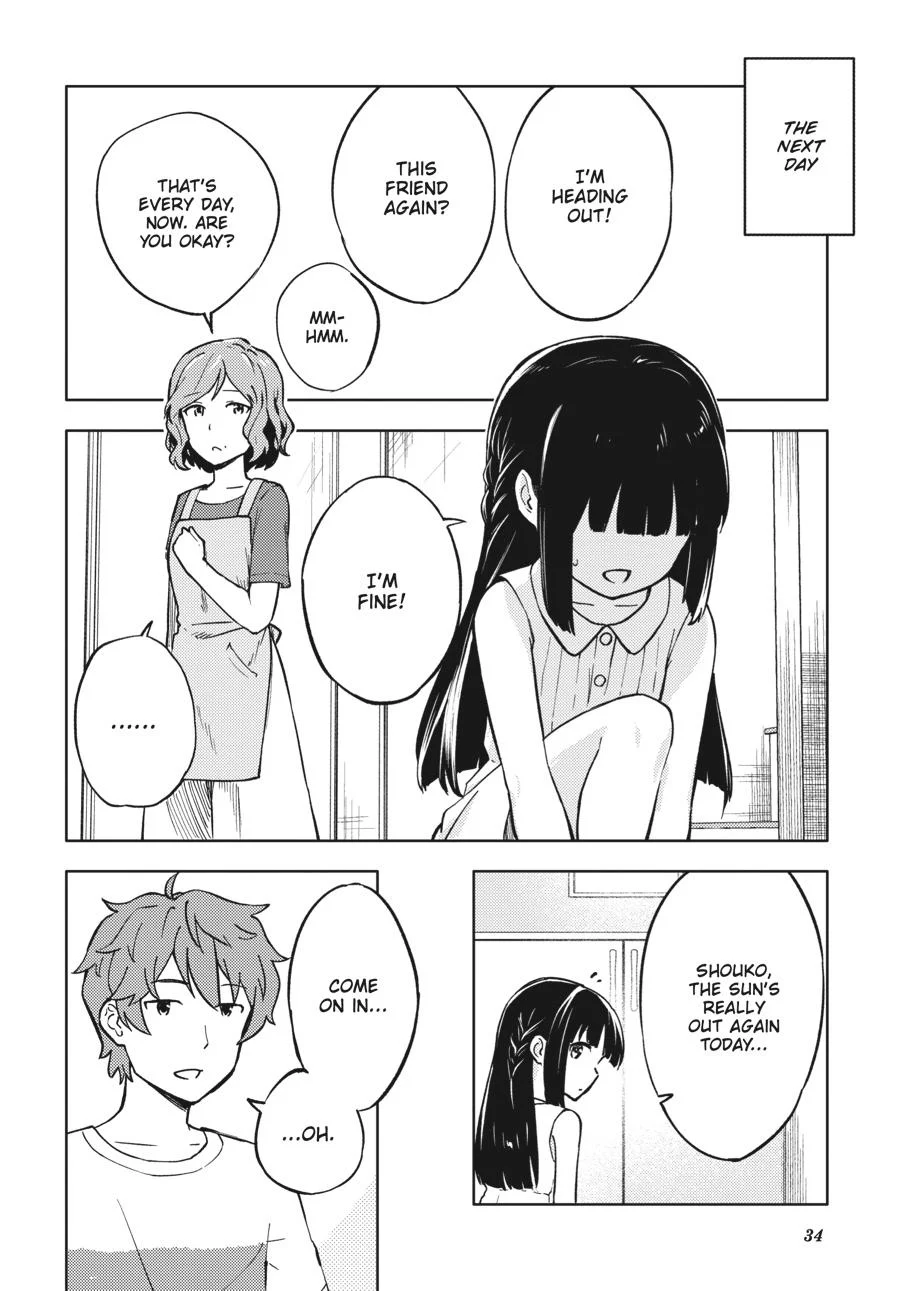 THE
NEXT
DAY
I'M
HEADING
OUT!
THIS
FRIEND
AGAIN?
MM-
HMM.
THAT'S
EVERY DAY,
NOW. ARE
YOU OKAY?
I'M
FINE!
......
SHOUKO,
THE SUN'S
REALLY
OUT AGAIN
TODAY...
COME
ON IN...
...OH.
34